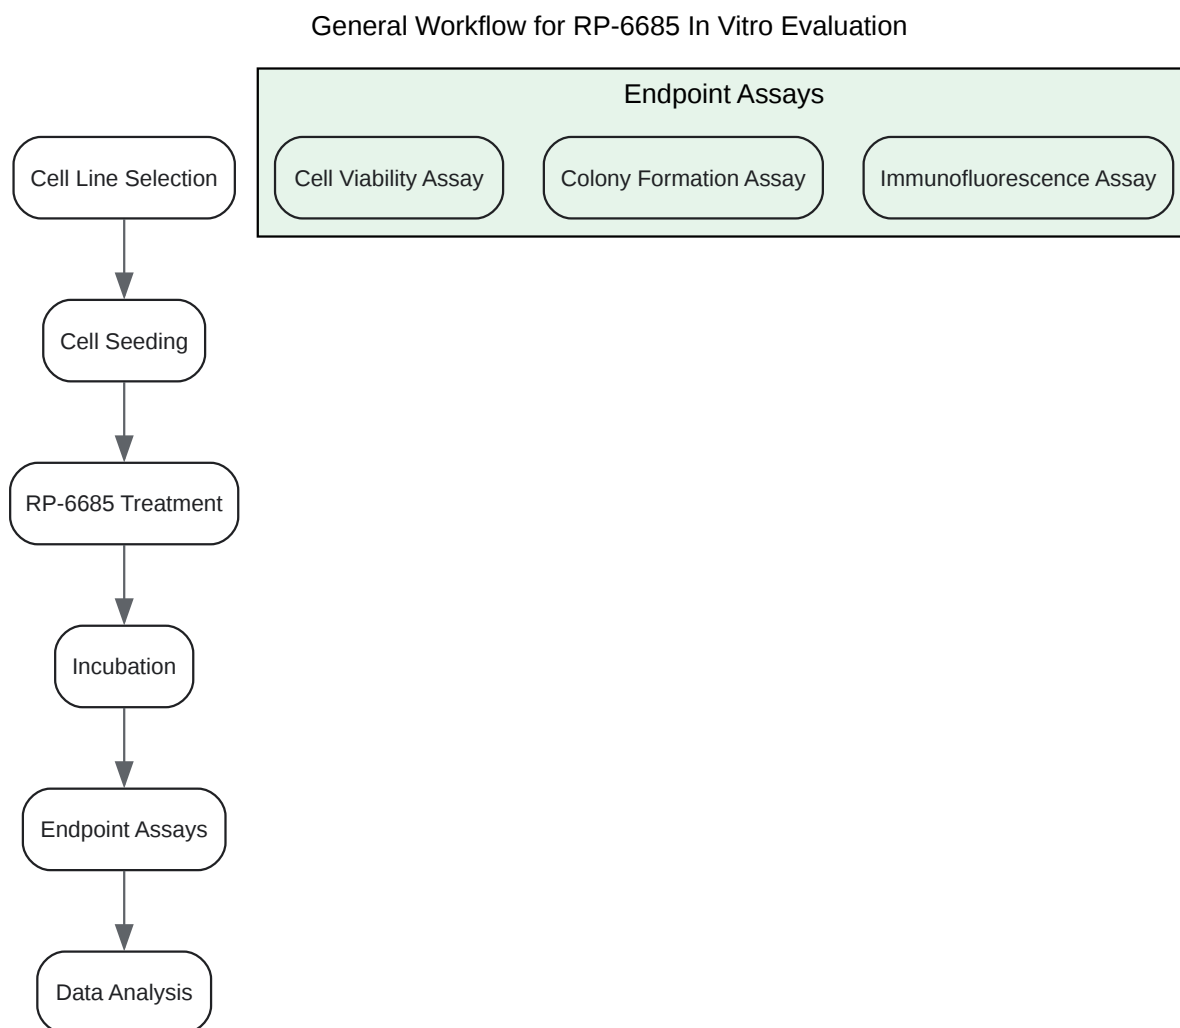 General Workflow for RP-6685 In Vitro Evaluation
Endpoint Assays
Cell Line Selection
Cell Viability Assay
Colony Formation Assay
Immunofluorescence Assay
Cell Seeding
RP-6685 Treatment
Incubation
Endpoint Assays
Data Analysis